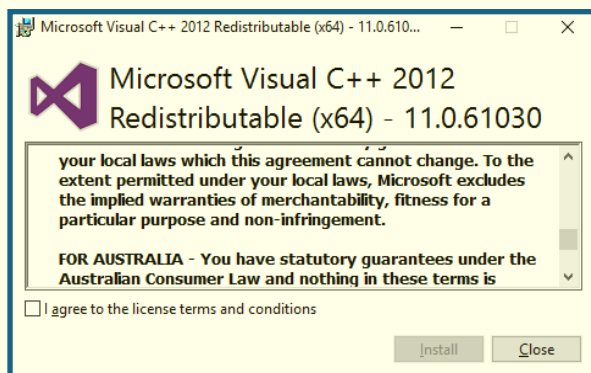 Microsoft Visual C++ 2012 Redistributable (x64) - 11.0.610...
Microsoft Visual C++ 2012
Redistributable (x64) - 11.0.61030
your local laws which this agreement cannot change. To the
extent permitted under your local laws, Microsoft excludes
the implied warranties of merchantability, fitness for a
particular purpose and non-infringement.
FOR AUSTRALIA - You have statutory guarantees under the
Australian Consumer Law and nothing in these terms is
I agree to the license terms and conditions
Install
Close